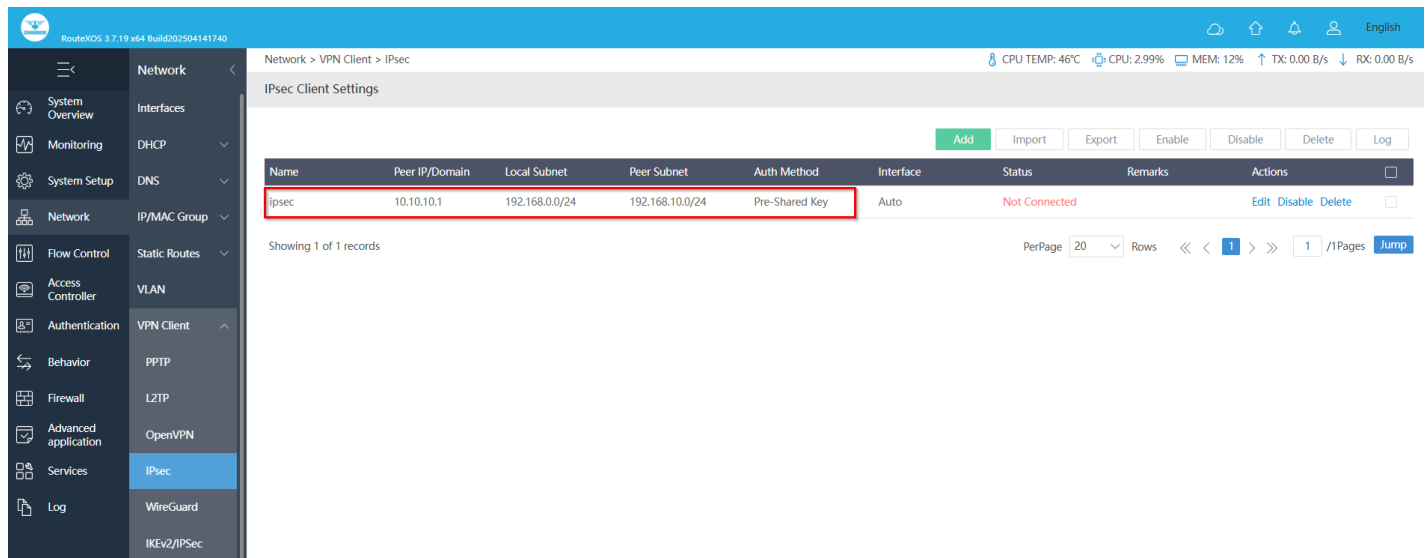 RouteXOS 3.7.19 x64 Build202504141740
English
Network > VPN Client > IPsec
CPU TEMP: 46°C CPU: 2.99% MEM: 12% TX: 0.00 B/s RX: 0.00 B/s
System Overview
Monitoring
System Setup
Network
Flow Control
Access Controller
Authentication
Behavior
Firewall
Advanced application
Services
Log
Network
Interfaces
DHCP
DNS
IP/MAC Group
Static Routes
VLAN
VPN Client
PPTP
L2TP
OpenVPN
IPsec
WireGuard
IKEv2/IPSec
IPsec Client Settings
Add Import Export Enable Disable Delete Log
Name Peer IP/Domain Local Subnet Peer Subnet Auth Method Interface Status Remarks Actions
ipsec 10.10.10.1 192.168.0.0/24 192.168.10.0/24 Pre-Shared Key Auto Not Connected Edit Disable Delete
Showing 1 of 1 records
PerPage 20 Rows << < 1 > >> 1 /1Pages Jump